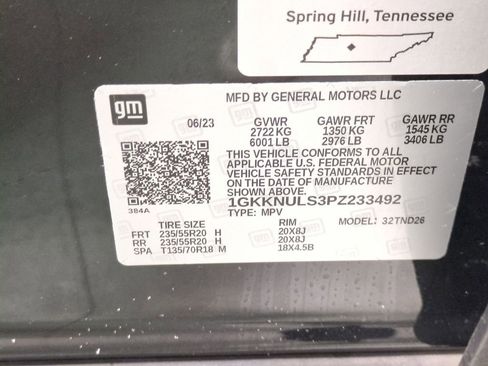 Spring Hill, Tennessee
gm
MFD BY GENERAL MOTORS LLC
06/23 GVWR GAWR FRT GAWR RR
2722 KG 1350 KG 1545 KG
6001 LB 2976 LB 3406 LB
THIS VEHICLE CONFORMS TO ALL
APPLICABLE U.S. FEDERAL MOTOR
VEHICLE SAFETY STANDARDS IN EFFECT
ON THE DATE OF MANUFACTURE
SHOWN ABOVE.
1GKKNULS3PZ233492
384A TYPE: MPV
MODEL: 32TND26
TIRE SIZE RIM
FRT 235/55R20 H 20X8J
RR 235/55R20 H 20X8J
SPA T135/70R18 M 18X4.5B